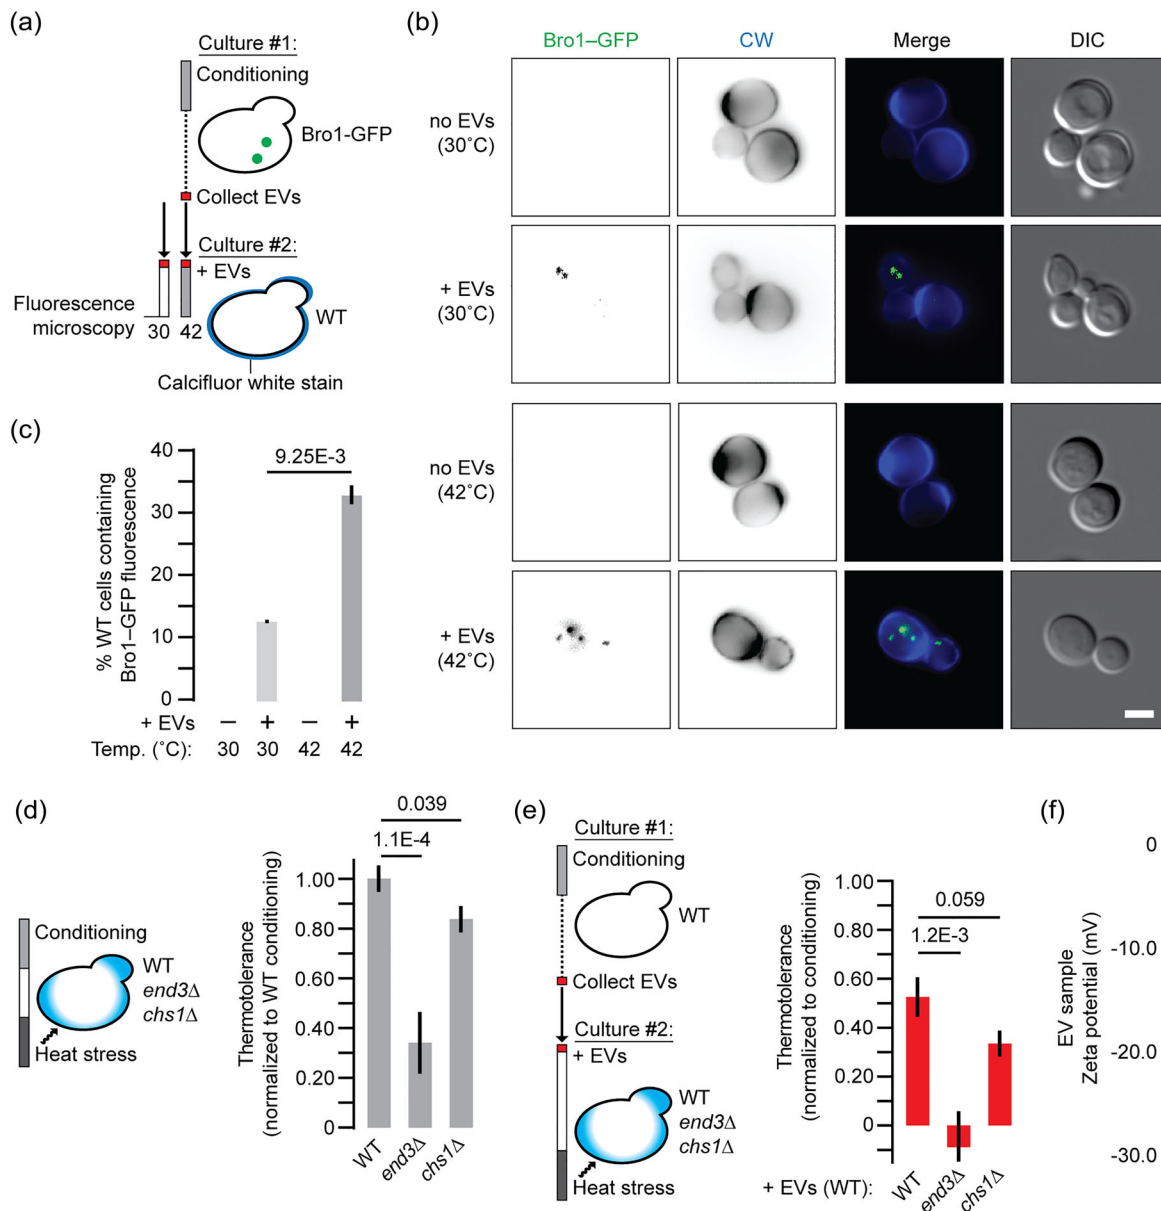 (a)
Culture #1:
Conditioning
Bro1-GFP
Collect EVs
Culture #2:
+ EVs
Fluorescence
microscopy
30 42
WT
Calcifluor white stain
(b)
Bro1–GFP CW Merge DIC
no EVs
(30˚C)
+ EVs
(30˚C)
no EVs
(42˚C)
+ EVs
(42˚C)
(c)
% WT cells containing
Bro1–GFP fluorescence
40
30
20
10
0
9.25E-3
+ EVs – + – +
Temp. (˚C): 30 30 42 42
(d)
Conditioning
WT
end3Δ
chs1Δ
Heat stress
Thermotolerance
(normalized to WT conditioning)
1.00
0.80
0.60
0.40
0.20
0
0.039
1.1E-4
WT
end3Δ
chs1Δ
(e)
Culture #1:
Conditioning
WT
Collect EVs
Culture #2:
+ EVs
WT
end3Δ
chs1Δ
Heat stress
Thermotolerance
(normalized to conditioning)
1.00
0.80
0.60
0.40
0.20
0
0.059
1.2E-3
+ EVs (WT):
WT
end3Δ
chs1Δ
(f)
EV sample
Zeta potential (mV)
0
-10.0
-20.0
-30.0